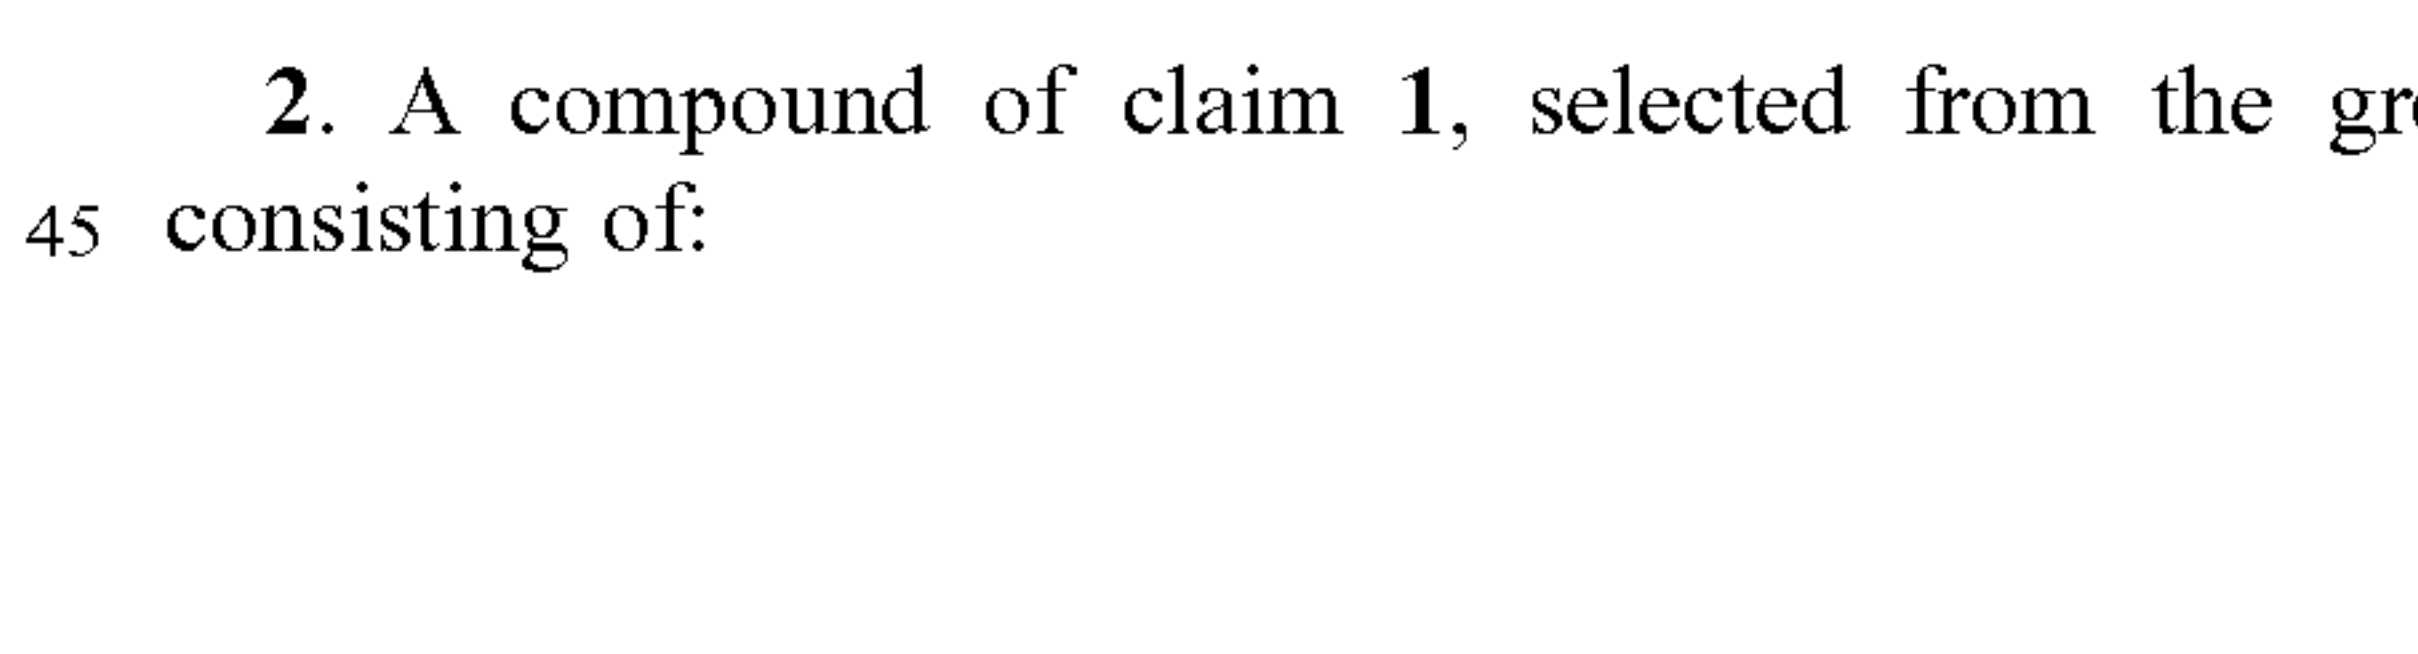 2. A compound of claim 1, selected from the
45 consisting of: